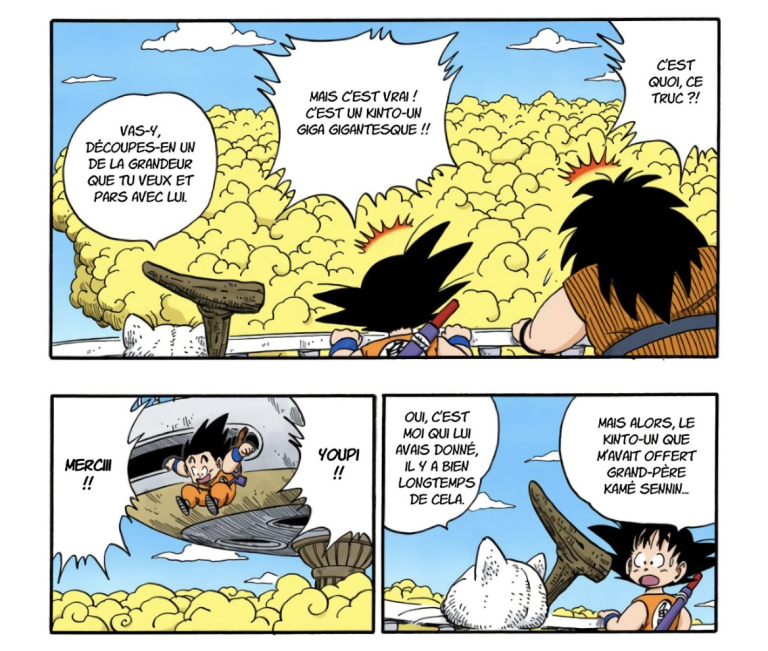 C'EST
QUOI, CE
TRUC ?!
MAIS C'EST VRAI !
C'EST UN KINTO-UN
GIGA GIGANTESQUE !!
VAS-Y,
DÉCOUPES-EN UN
DE LA GRANDEUR
QUE TU VEUX ET
PARS AVEC LUI.
MAIS ALORS, LE
KINTO-UN QUE
M'AVAIT OFFERT
GRAND-PÈRE
KAMÉ SENNIN...
OUI, C'EST
MOI QUI LUI
AVAIS DONNÉ,
IL Y A BIEN
LONGTEMPS
DE CELA.
YOUPI
!!
MERCIII
!!